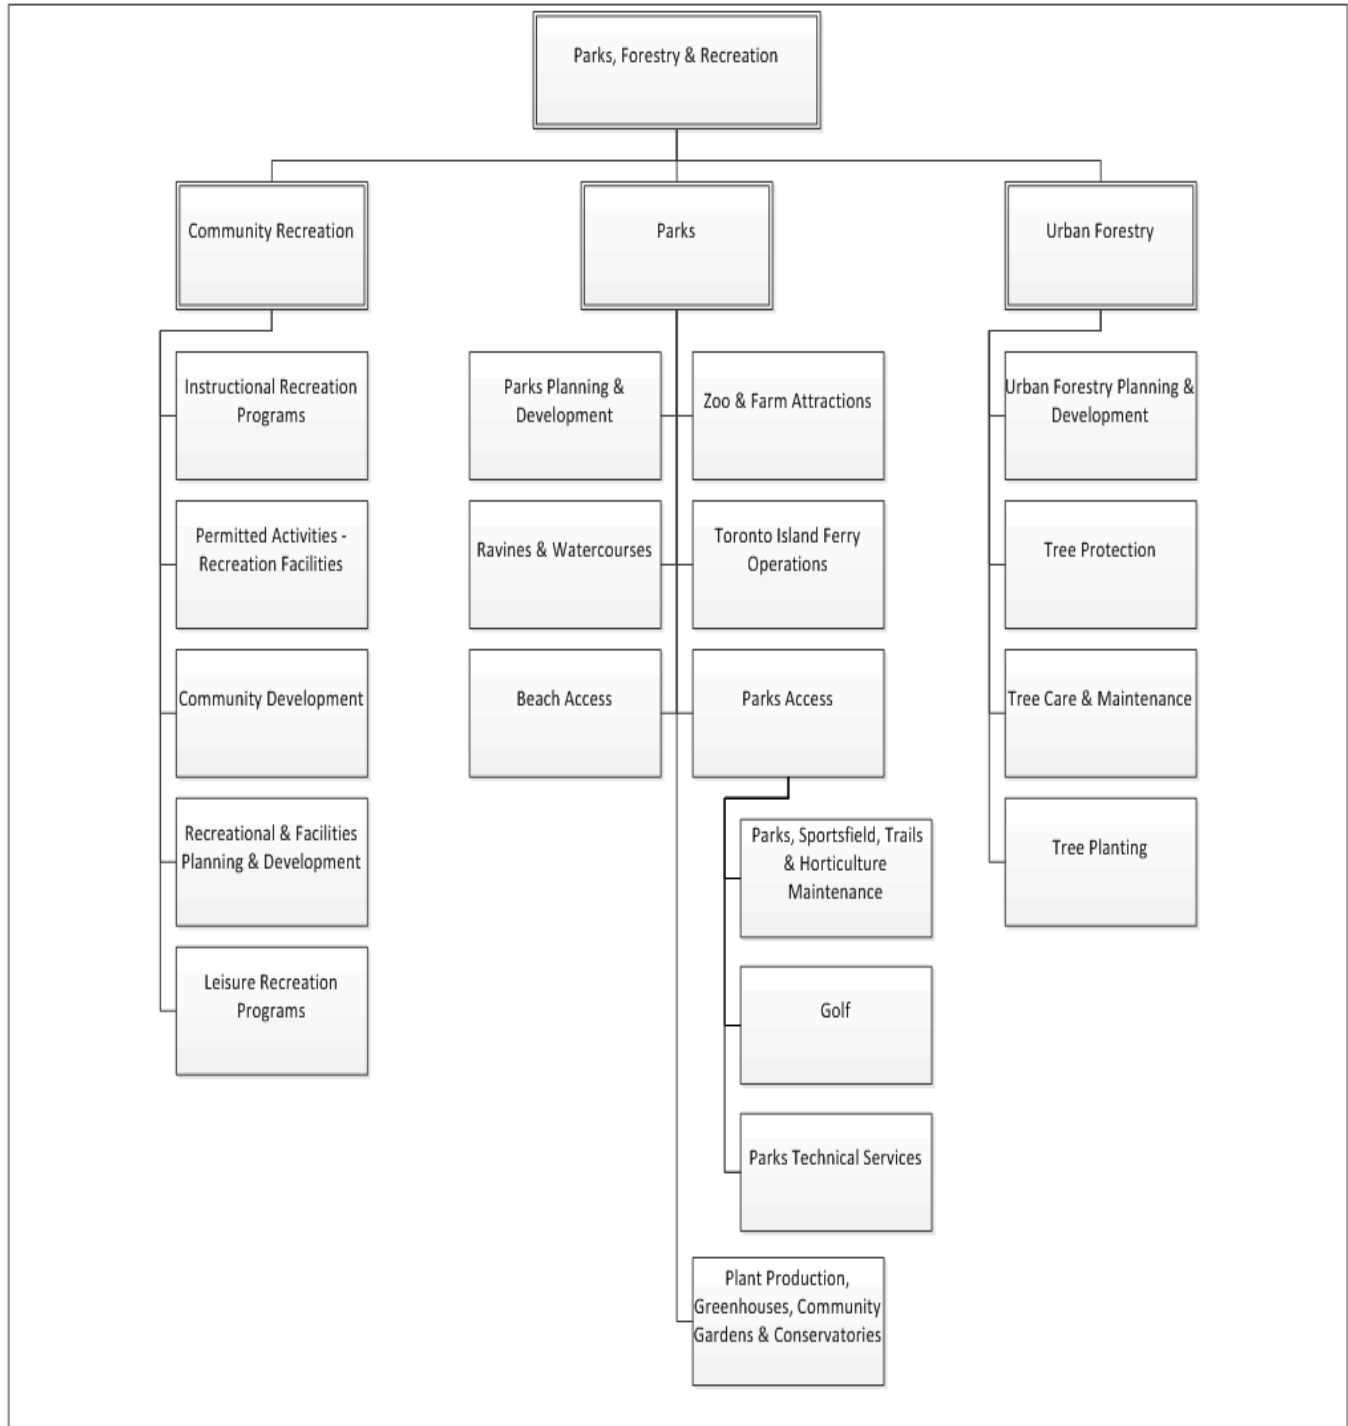 Parks, Forestry & Recreation
Community Recreation
Parks
Urban Forestry
Instructional Recreation
Programs
Parks Planning &
Development
Zoo & Farm Attractions
Urban Forestry Planning &
Development
Permitted Activities -
Recreation Facilities
Ravines & Watercourses
Toronto Island Ferry
Operations
Tree Protection
Community Development
Beach Access
Parks Access
Tree Care & Maintenance
Recreational & Facilities
Planning & Development
Parks, Sportsfield, Trails
& Horticulture
Maintenance
Tree Planting
Leisure Recreation
Programs
Golf
Parks Technical Services
Plant Production,
Greenhouses, Community
Gardens & Conservatories